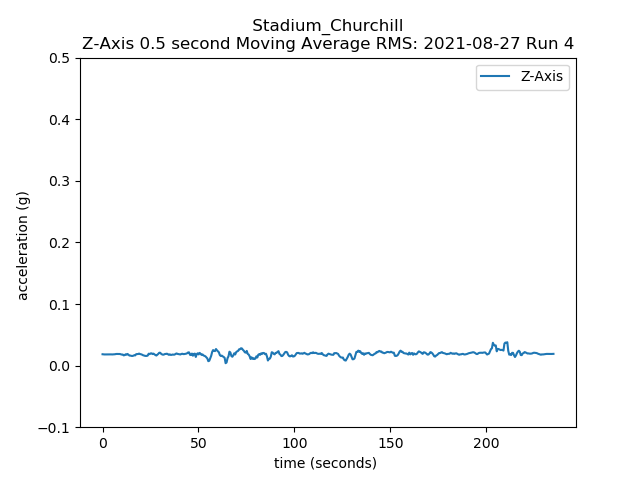 Stadium_Churchill
Z-Axis 0.5 second Moving Average RMS: 2021-08-27 Run 4
Z-Axis
0.5
0.4
0.3
0.2
0.1
0.0
−0.1
acceleration (g)
0 50 100 150 200
time (seconds)